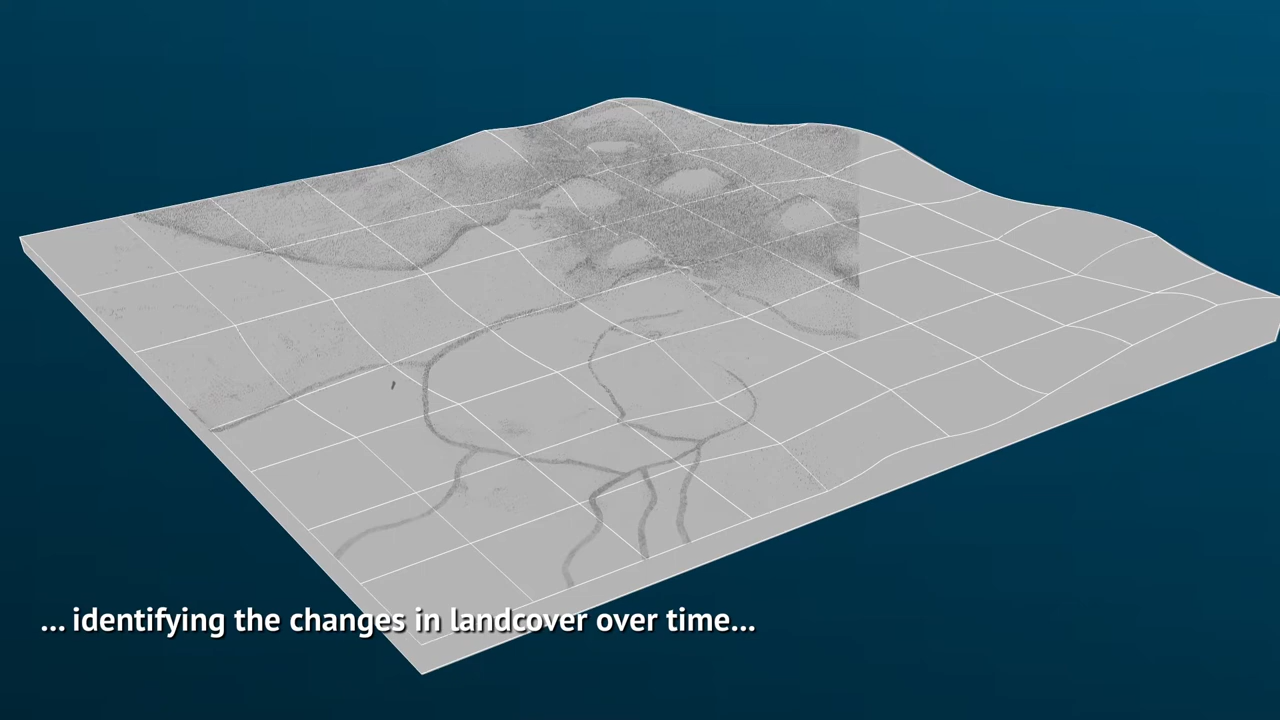 ... identifying the changes in landcover over time...